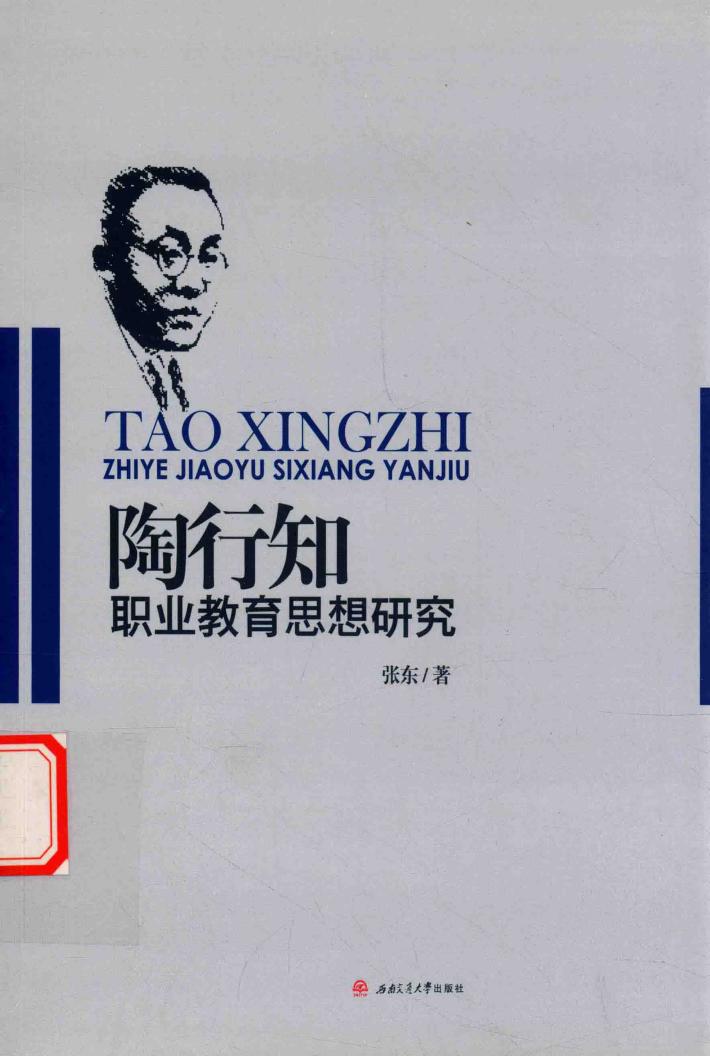 TAO XINGZHI
ZHIYE JIAOYU SIXIANG YANJIU
陶行知
职业教育思想研究
张东/著
西南交通大学出版社